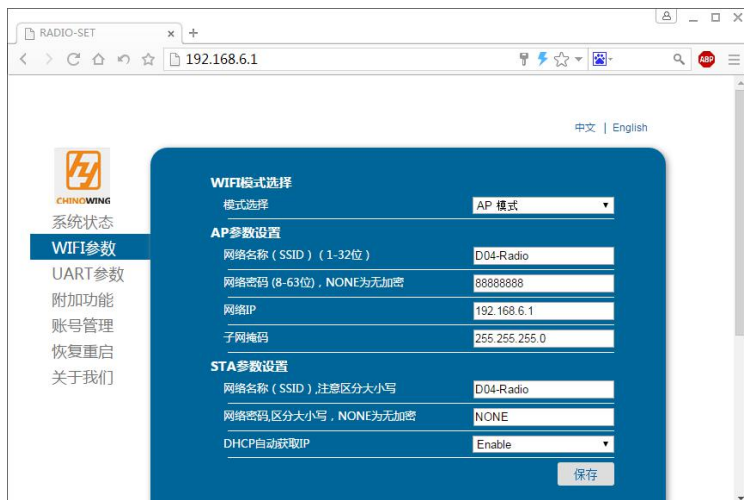 RADIO-SET
192.168.6.1
ABP
中文 | English
CHINOWING
系统状态
WIFI参数
UART参数
附加功能
账号管理
恢复重启
关于我们
WIFI模式选择
模式选择 AP 模式
AP参数设置
网络名称（SSID）(1-32位） D04-Radio
网络密码 (8-63位)，NONE为无加密 88888888
网络IP 192.168.6.1
子网掩码 255.255.255.0
STA参数设置
网络名称（SSID）,注意区分大小写 D04-Radio
网络密码,区分大小写，NONE为无加密 NONE
DHCP自动获取IP Enable
保存